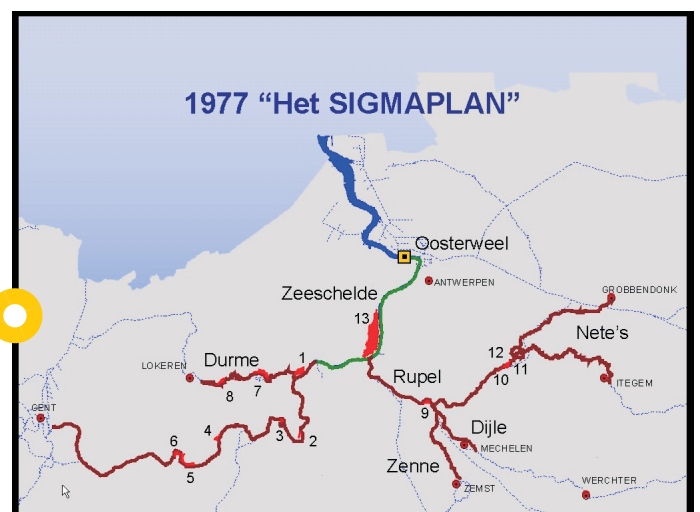 1977 “Het SIGMAPLAN”
Oosterweel
ANTWERPEN
Zeeschelde
GROBBENDONK
13
Nete's
12
11
1
Durme
LOKEREN
Rupel
10
ITEGEM
7
8
9
GENT
Dijle
6
4
3
2
MECHELEN
5
Zenne
WERCHTER
ZEMST